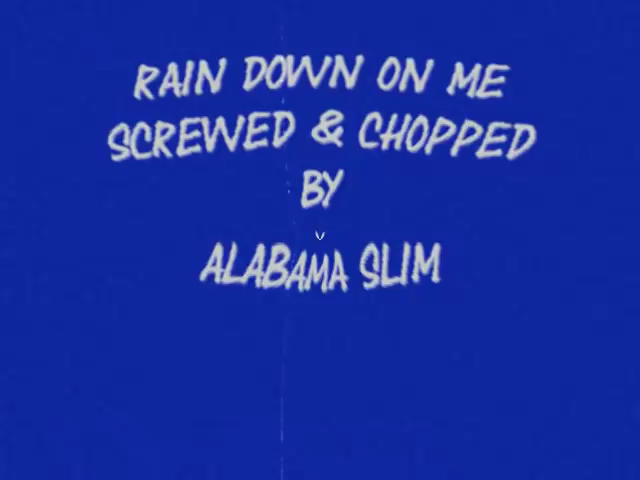 RAIN DOWN ON ME
SCREWED & CHOPPED
BY
ALABAMA SLIM